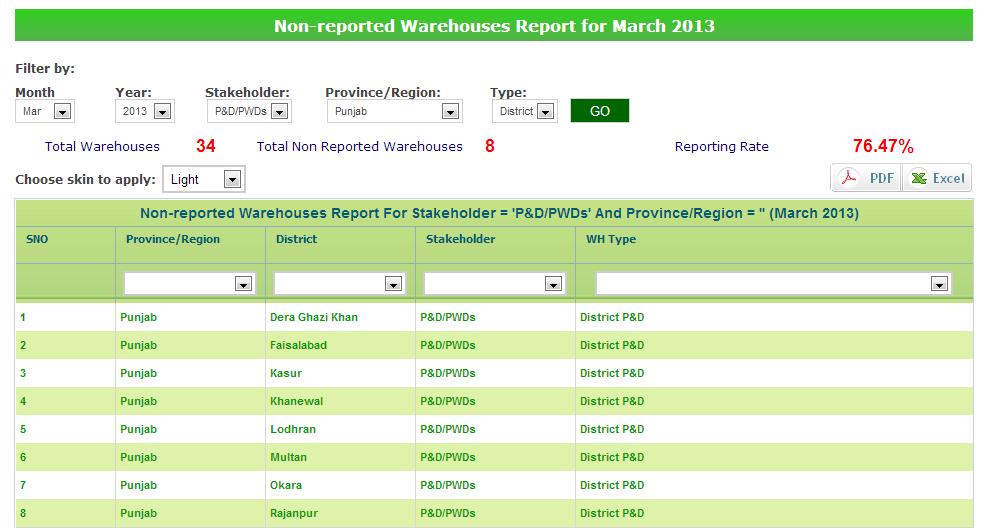 Non-reported Warehouses Report for March 2013
Filter by:
Month Year: Stakeholder: Province/Region: Type:
Mar 2013 P&D/PWDs Punjab District GO
Total Warehouses 34 Total Non Reported Warehouses 8 Reporting Rate 76.47%
Choose skin to apply: Light PDF Excel
Non-reported Warehouses Report For Stakeholder = 'P&D/PWDs' And Province/Region = '' (March 2013)
SNO Province/Region District Stakeholder WH Type
1 Punjab Dera Ghazi Khan P&D/PWDs District P&D
2 Punjab Faisalabad P&D/PWDs District P&D
3 Punjab Kasur P&D/PWDs District P&D
4 Punjab Khanewal P&D/PWDs District P&D
5 Punjab Lodhran P&D/PWDs District P&D
6 Punjab Multan P&D/PWDs District P&D
7 Punjab Okara P&D/PWDs District P&D
8 Punjab Rajanpur P&D/PWDs District P&D